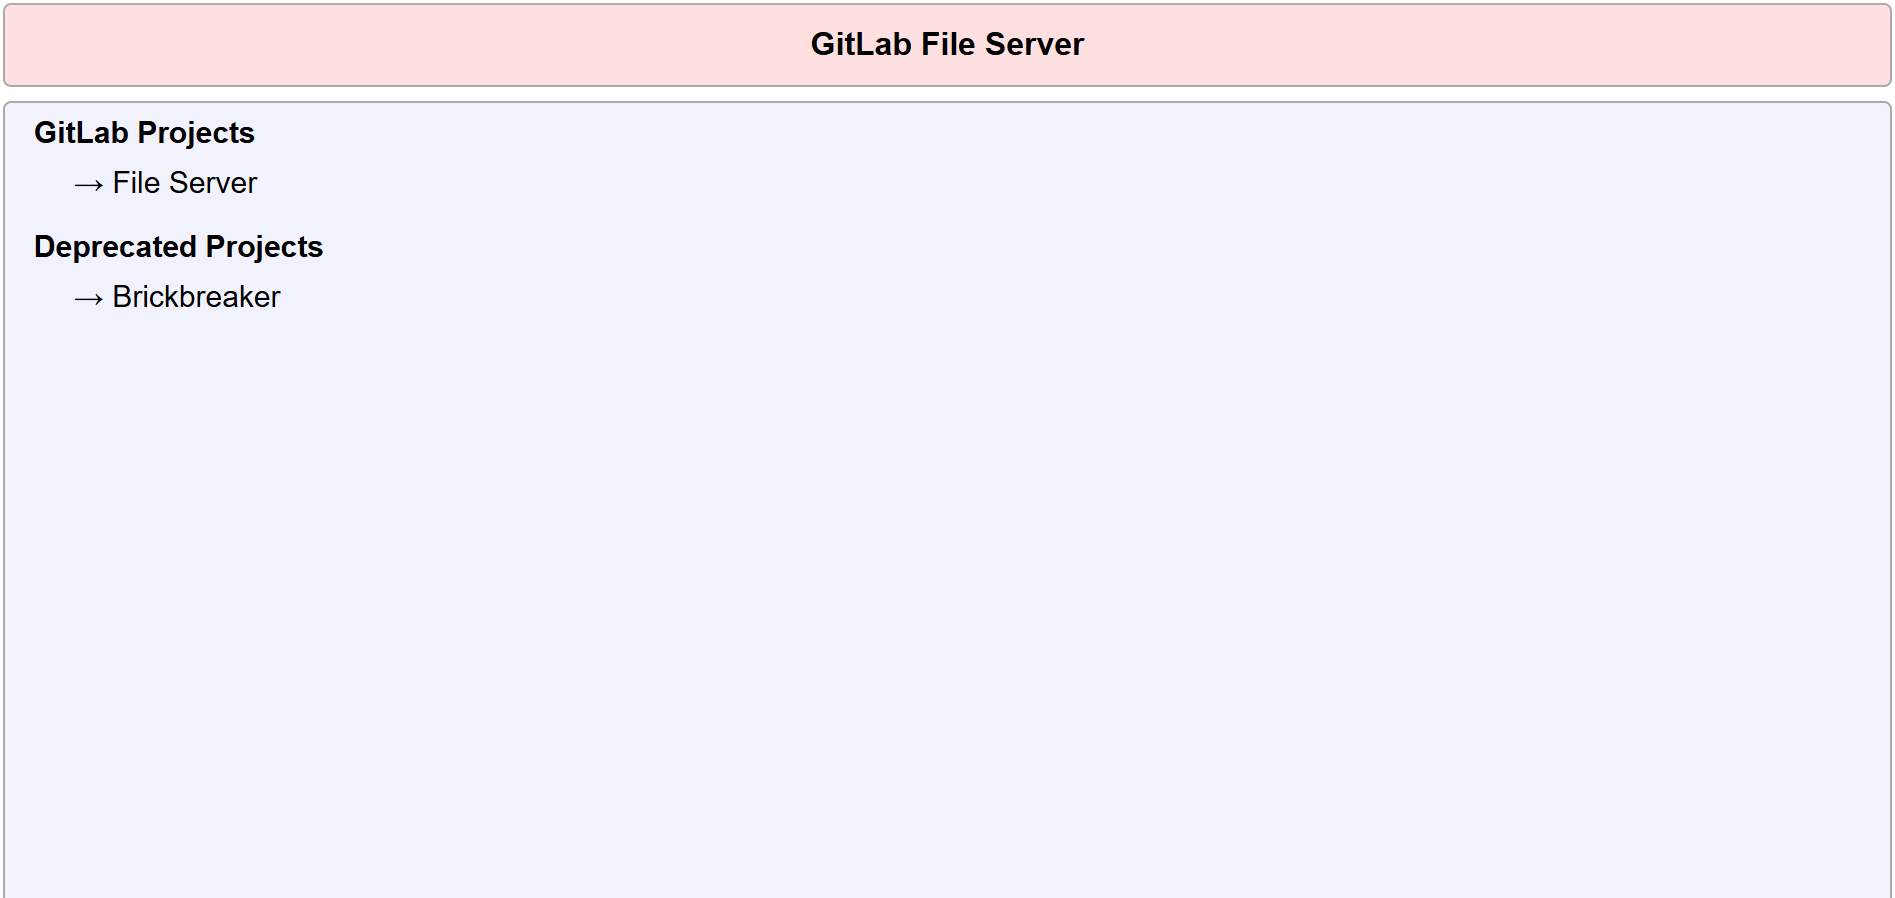 GitLab File Server
GitLab Projects
→ File Server
Deprecated Projects
→ Brickbreaker